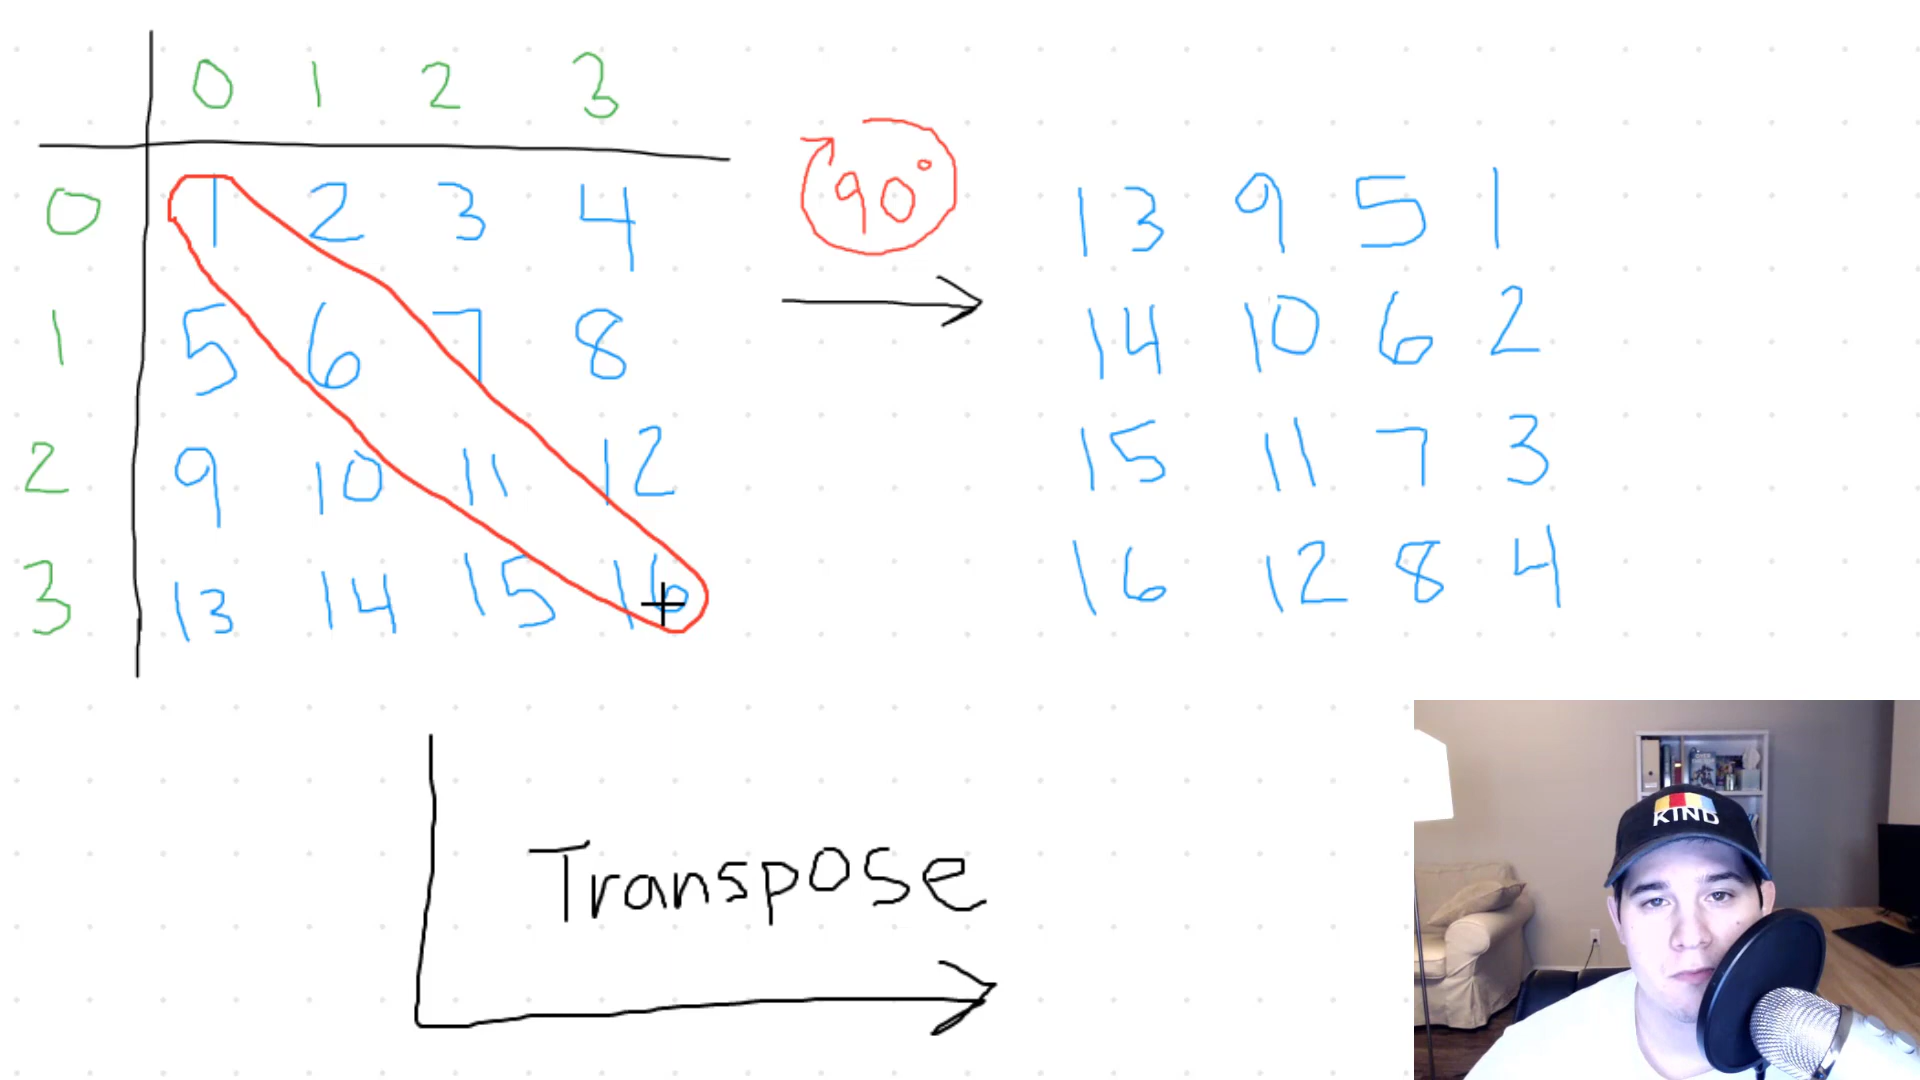 0 1 2 3
0 1 2 3 4
1 5 6 7 8
2 9 10 11 12
3 13 14 15 16
90°
13 9 5 1
14 10 6 2
15 11 7 3
16 12 8 4
Transpose
KIND